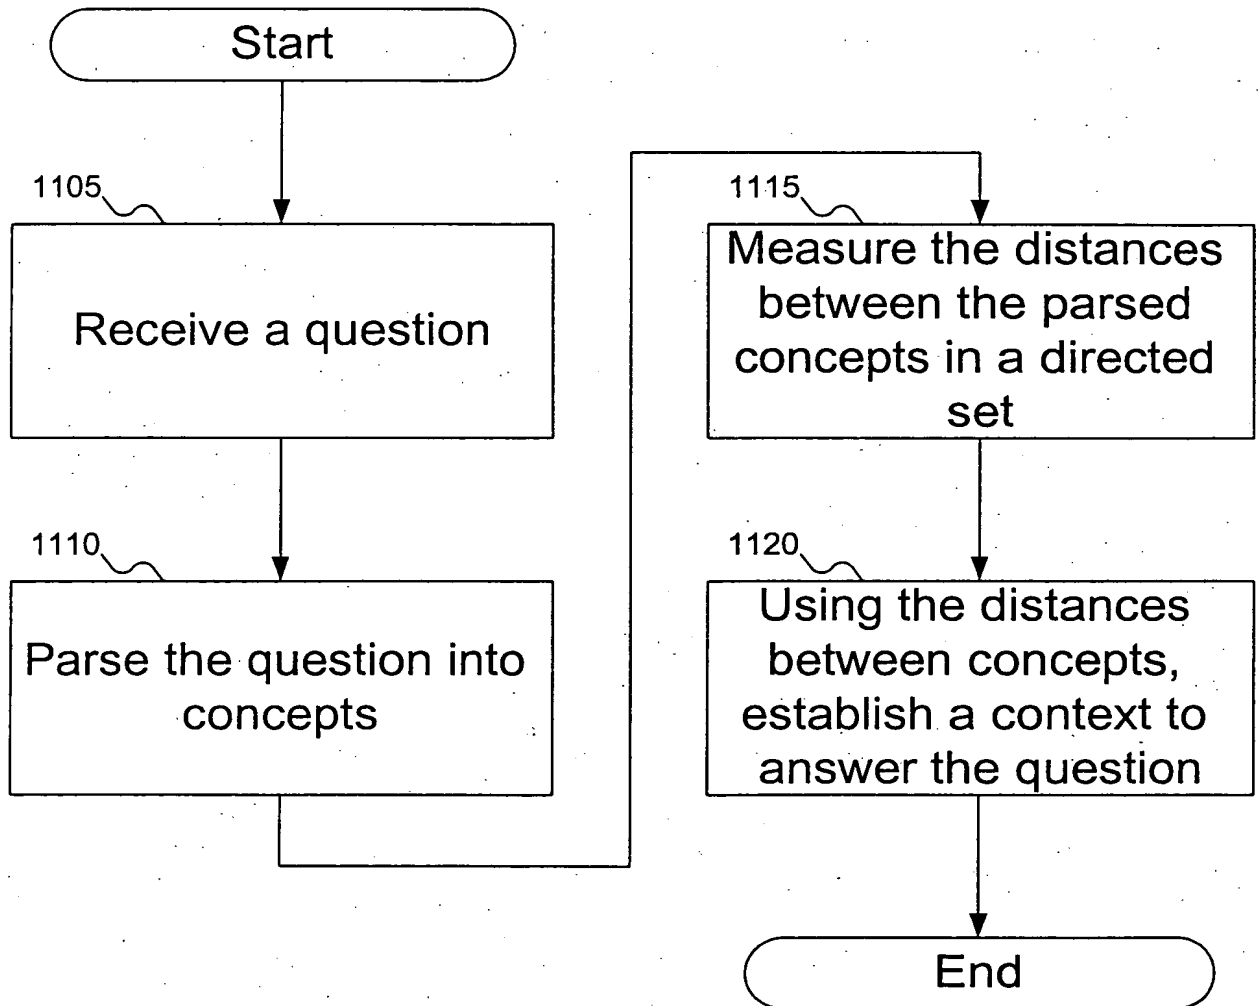 Start
1105
Receive a question
1110
Parse the question into
concepts
1115
Measure the distances
between the parsed
concepts in a directed
set
1120
Using the distances
between concepts,
establish a context to
answer the question
End